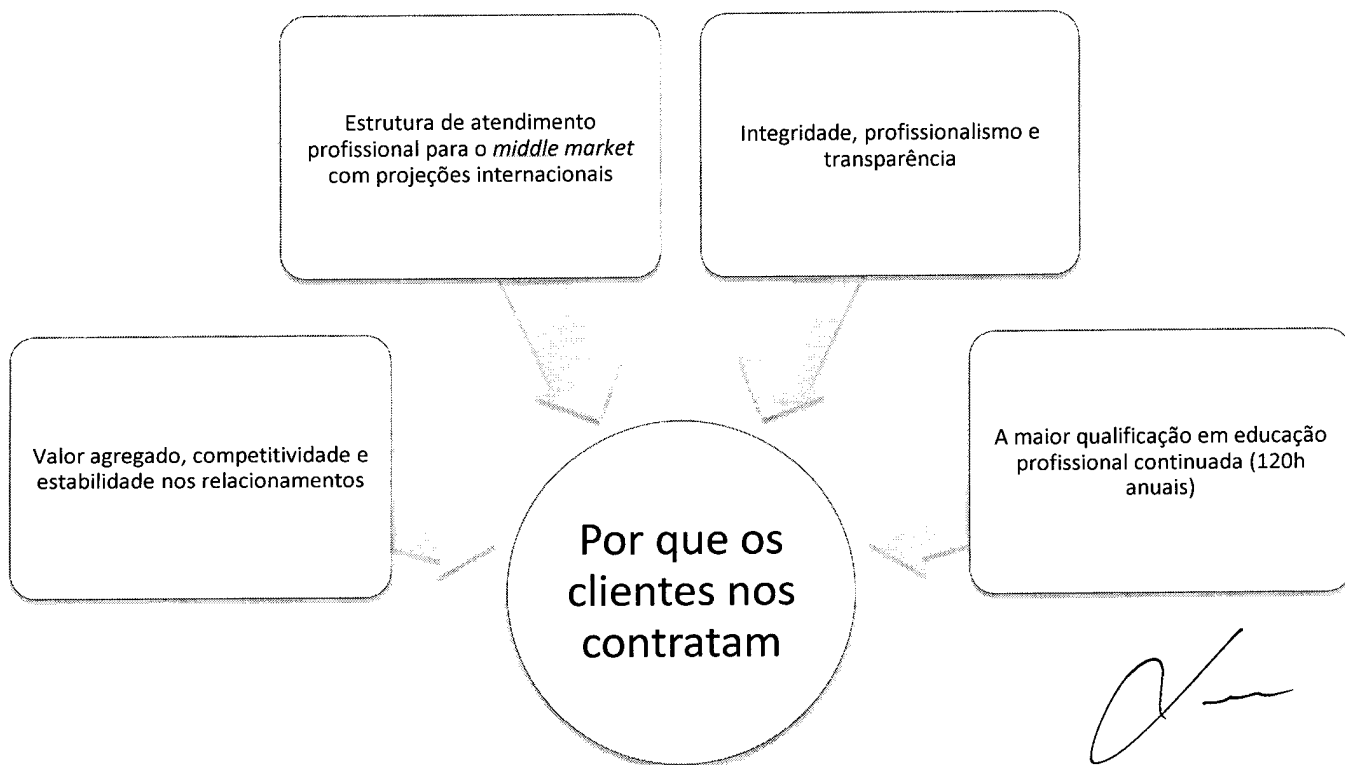 Estrutura de atendimento
profissional para o middle market
com projeções internacionais
Integridade, profissionalismo e
transparência
Valor agregado, competitividade e
estabilidade nos relacionamentos
A maior qualificação em educação
profissional continuada (120h
anuais)
Por que os
clientes nos
contratam